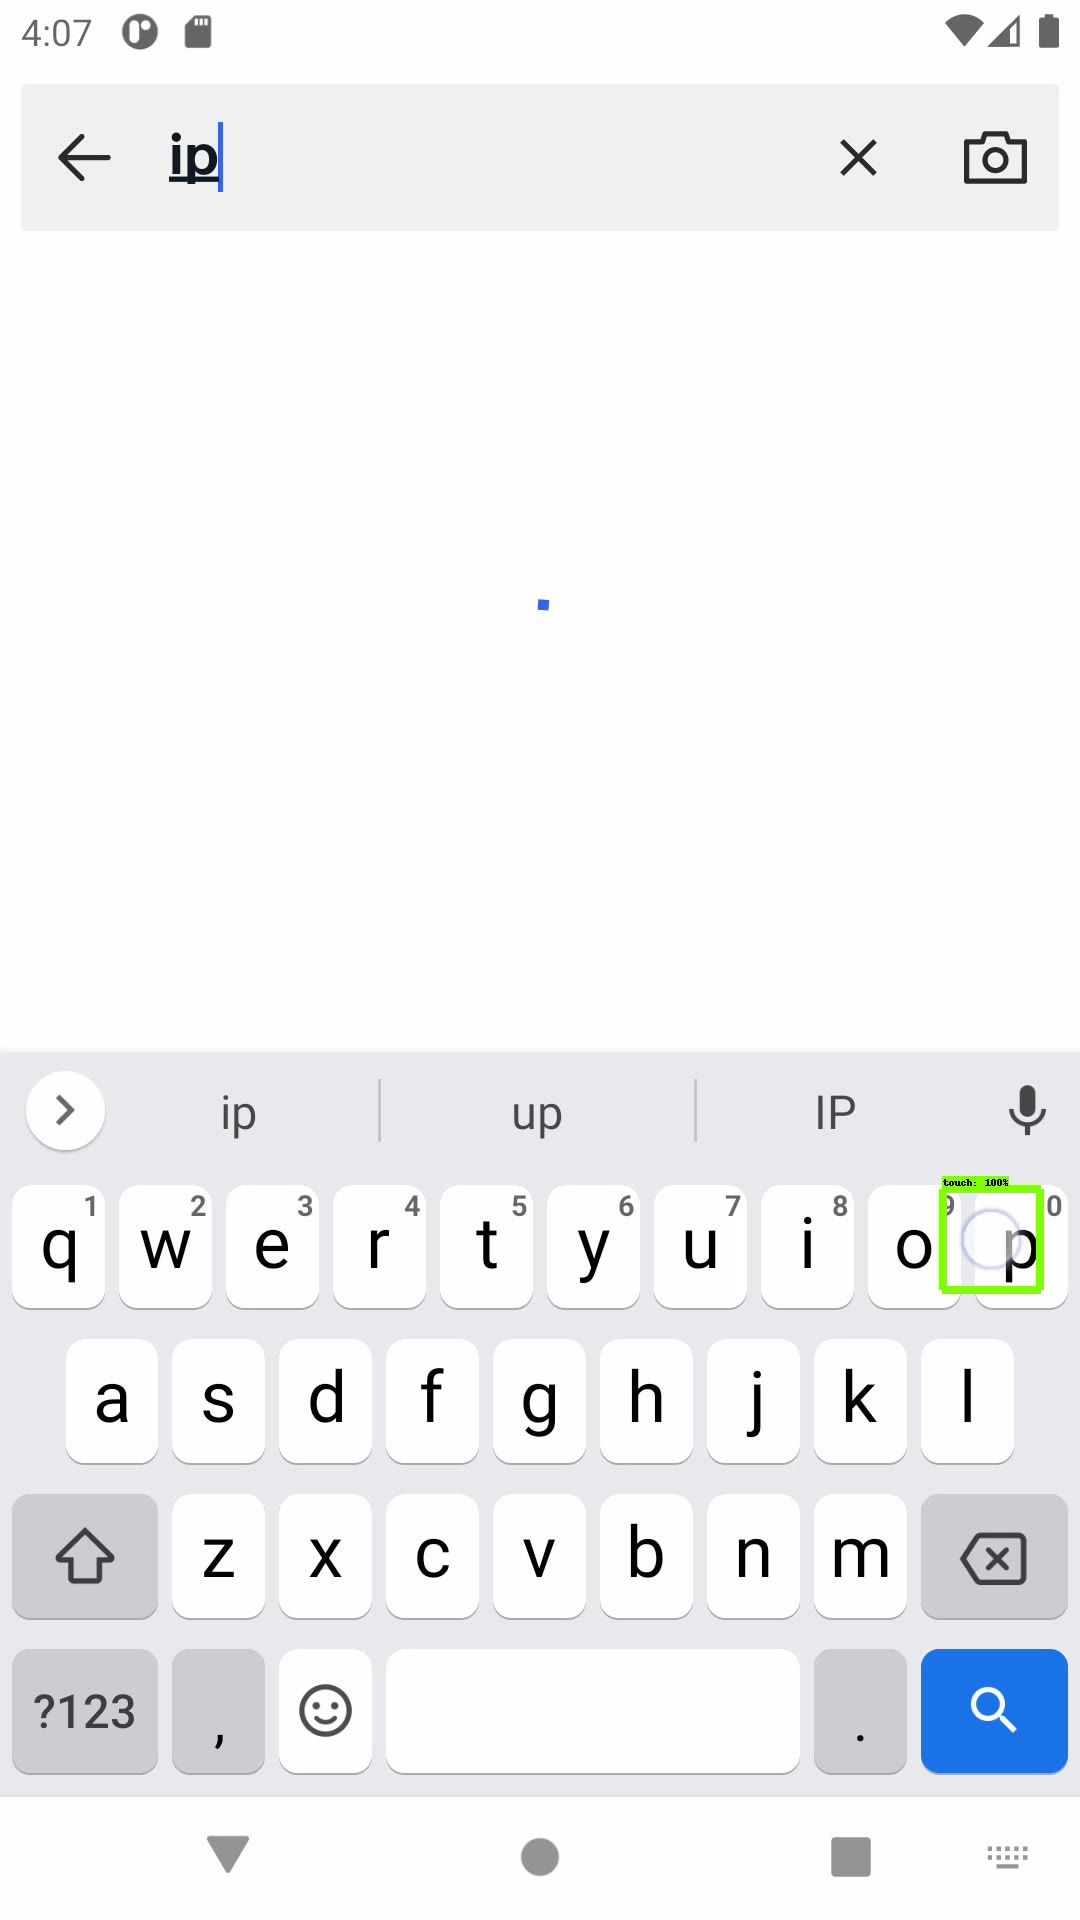 4:07
ip
ip up IP
touch: 100%
1 2 3 4 5 6 7 8 9 0
q w e r t y u i o p
a s d f g h j k l
z x c v b n m
?123 , .